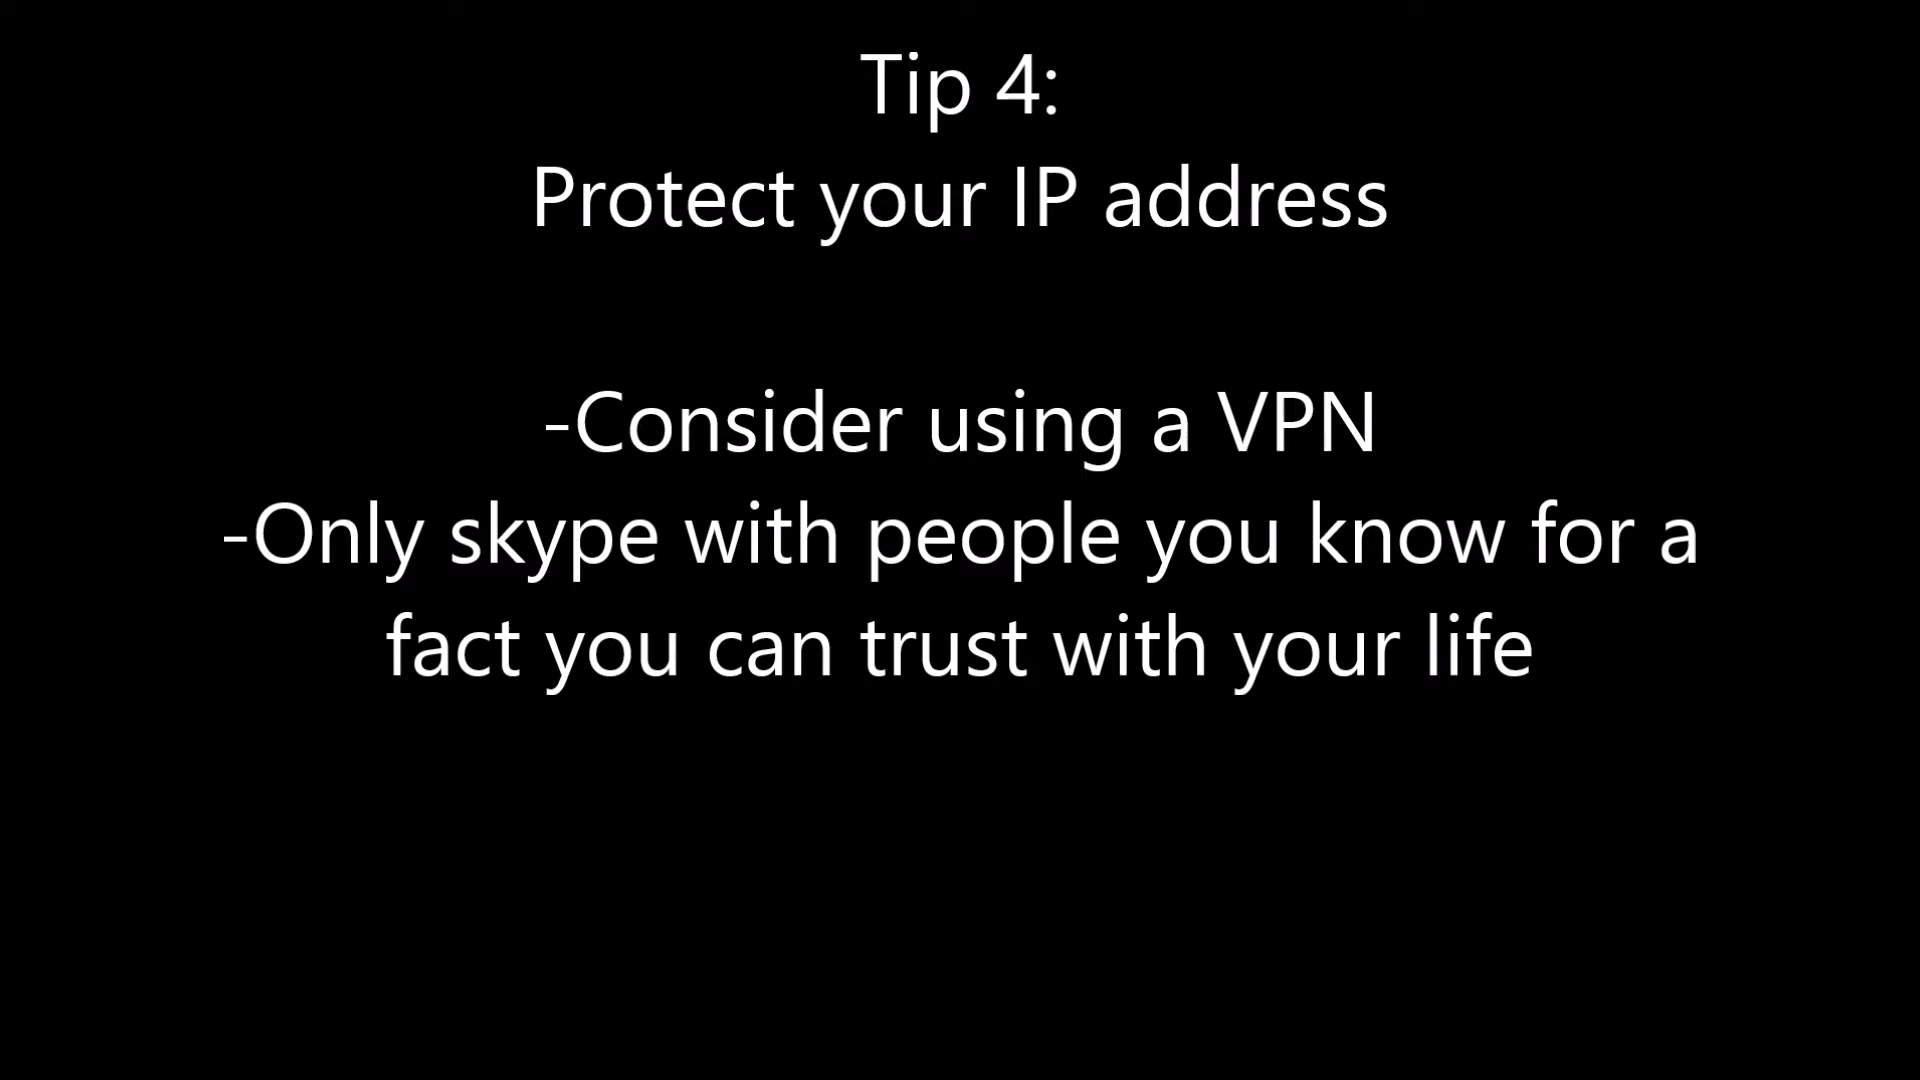 Tip 4:
Protect your IP address
-Consider using a VPN
-Only skype with people you know for a
fact you can trust with your life